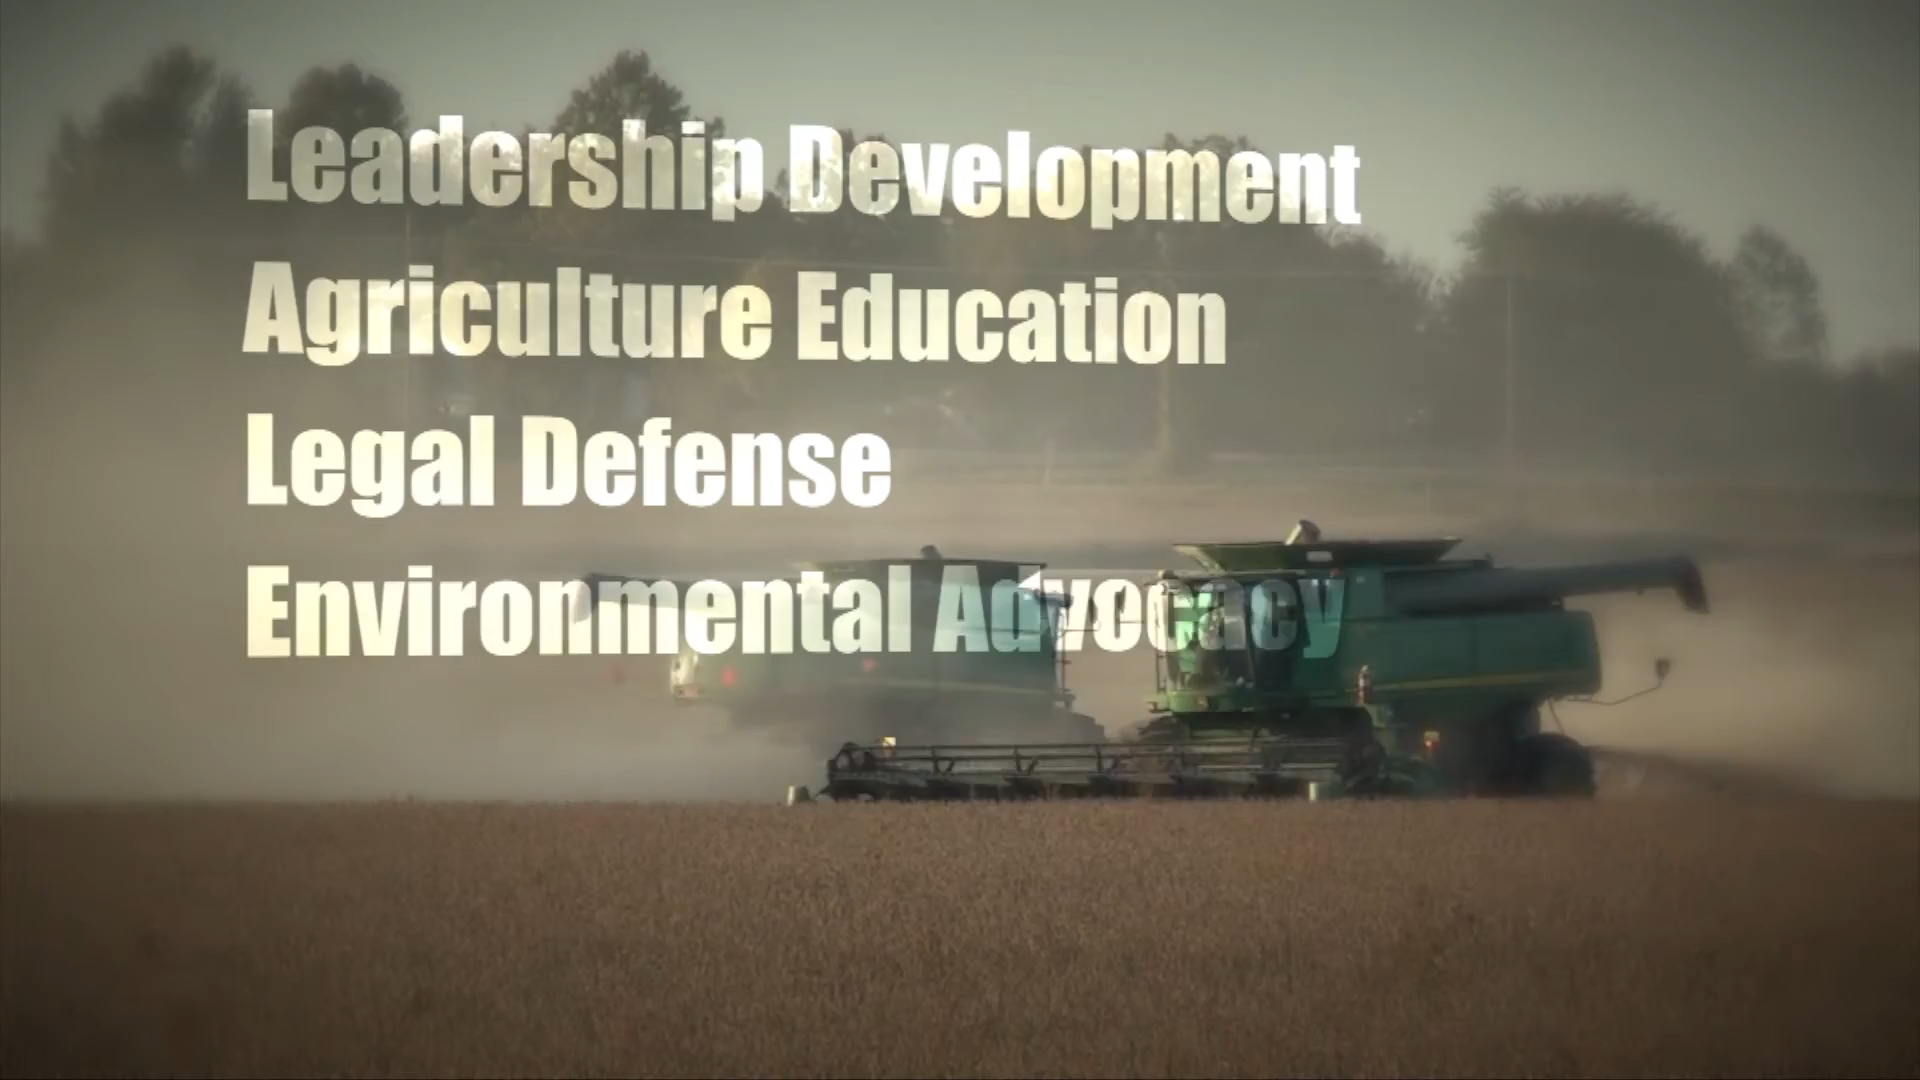 Leadership Development
Agriculture Education
Legal Defense
Environmental Advocacy